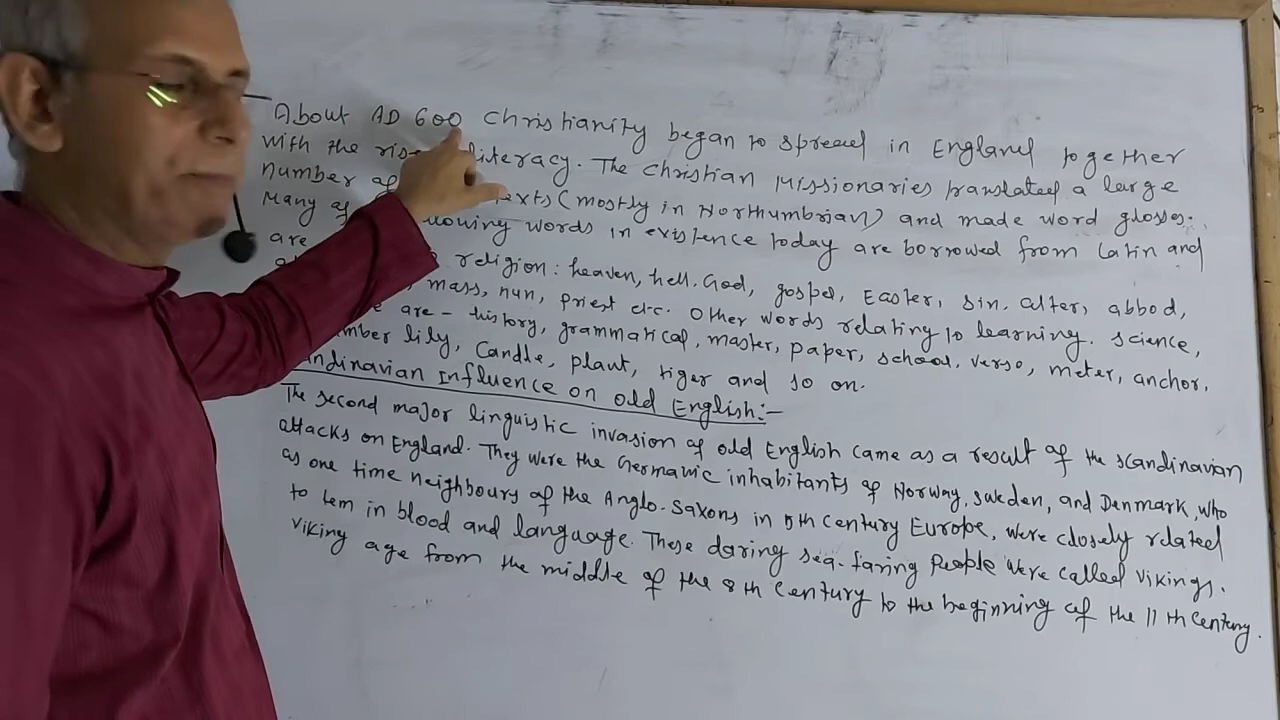 About AD 600 Christianity began to spread in England together
with the rise literacy. The Christian Missionaries translated a large
number of texts (mostly in Northumbrian) and made word glosses.
Many of words in existence today are borrowed from Latin and
are religion: heaven, hell. God, gospel, Easter, sin, alter, abbod,
mass, nun, priest etc. Other words relating to learning. science,
are - history, grammatical, master, paper, school, verso, meter, anchor,
lily, Candle, plant, tiger and so on.
Influence on old English:-
The second major linguistic invasion of old English came as a result of the scandinavian
attacks on England. They were the Germanic inhabitants of Norway, sweden, and Denmark, who
as one time neighbours of the Anglo-Saxons in 5th Century Europe, were closely related
to tem in blood and language. These daring sea-faring People were called Vikings.
Viking age from the middle of the 8th Century to the beginning of the 11th Century.